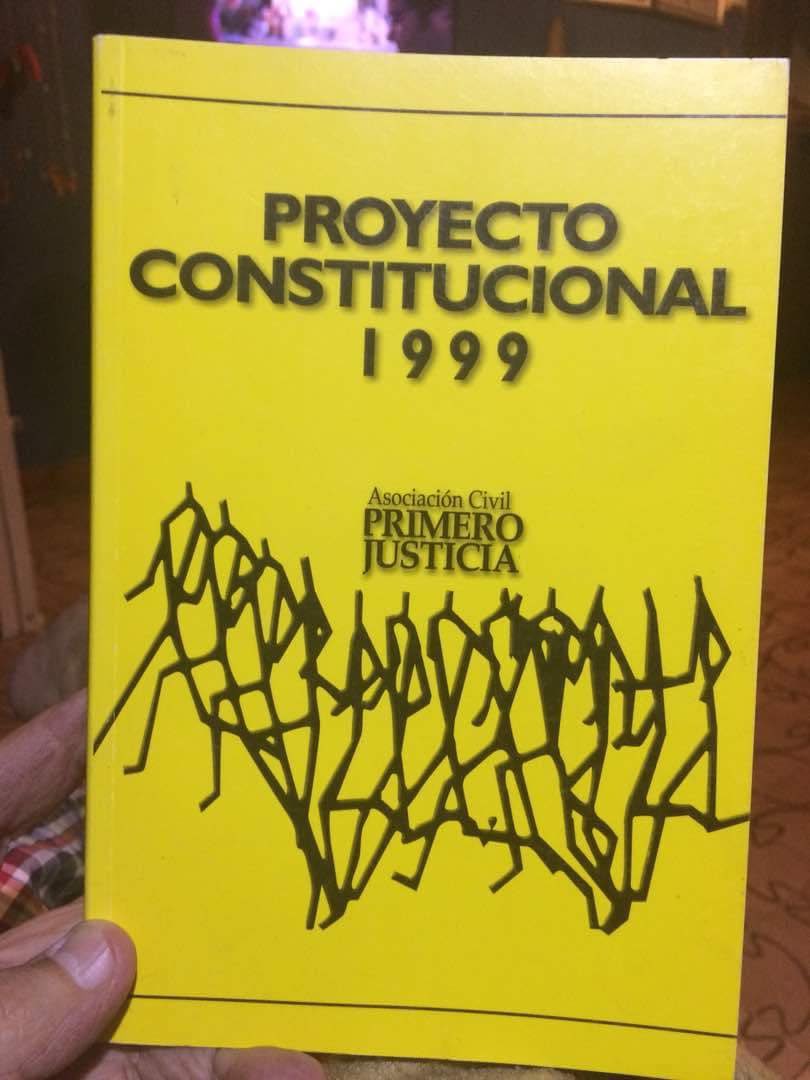 PROYECTO
CONSTITUCIONAL
1999
Asociación Civil
PRIMERO
JUSTICIA